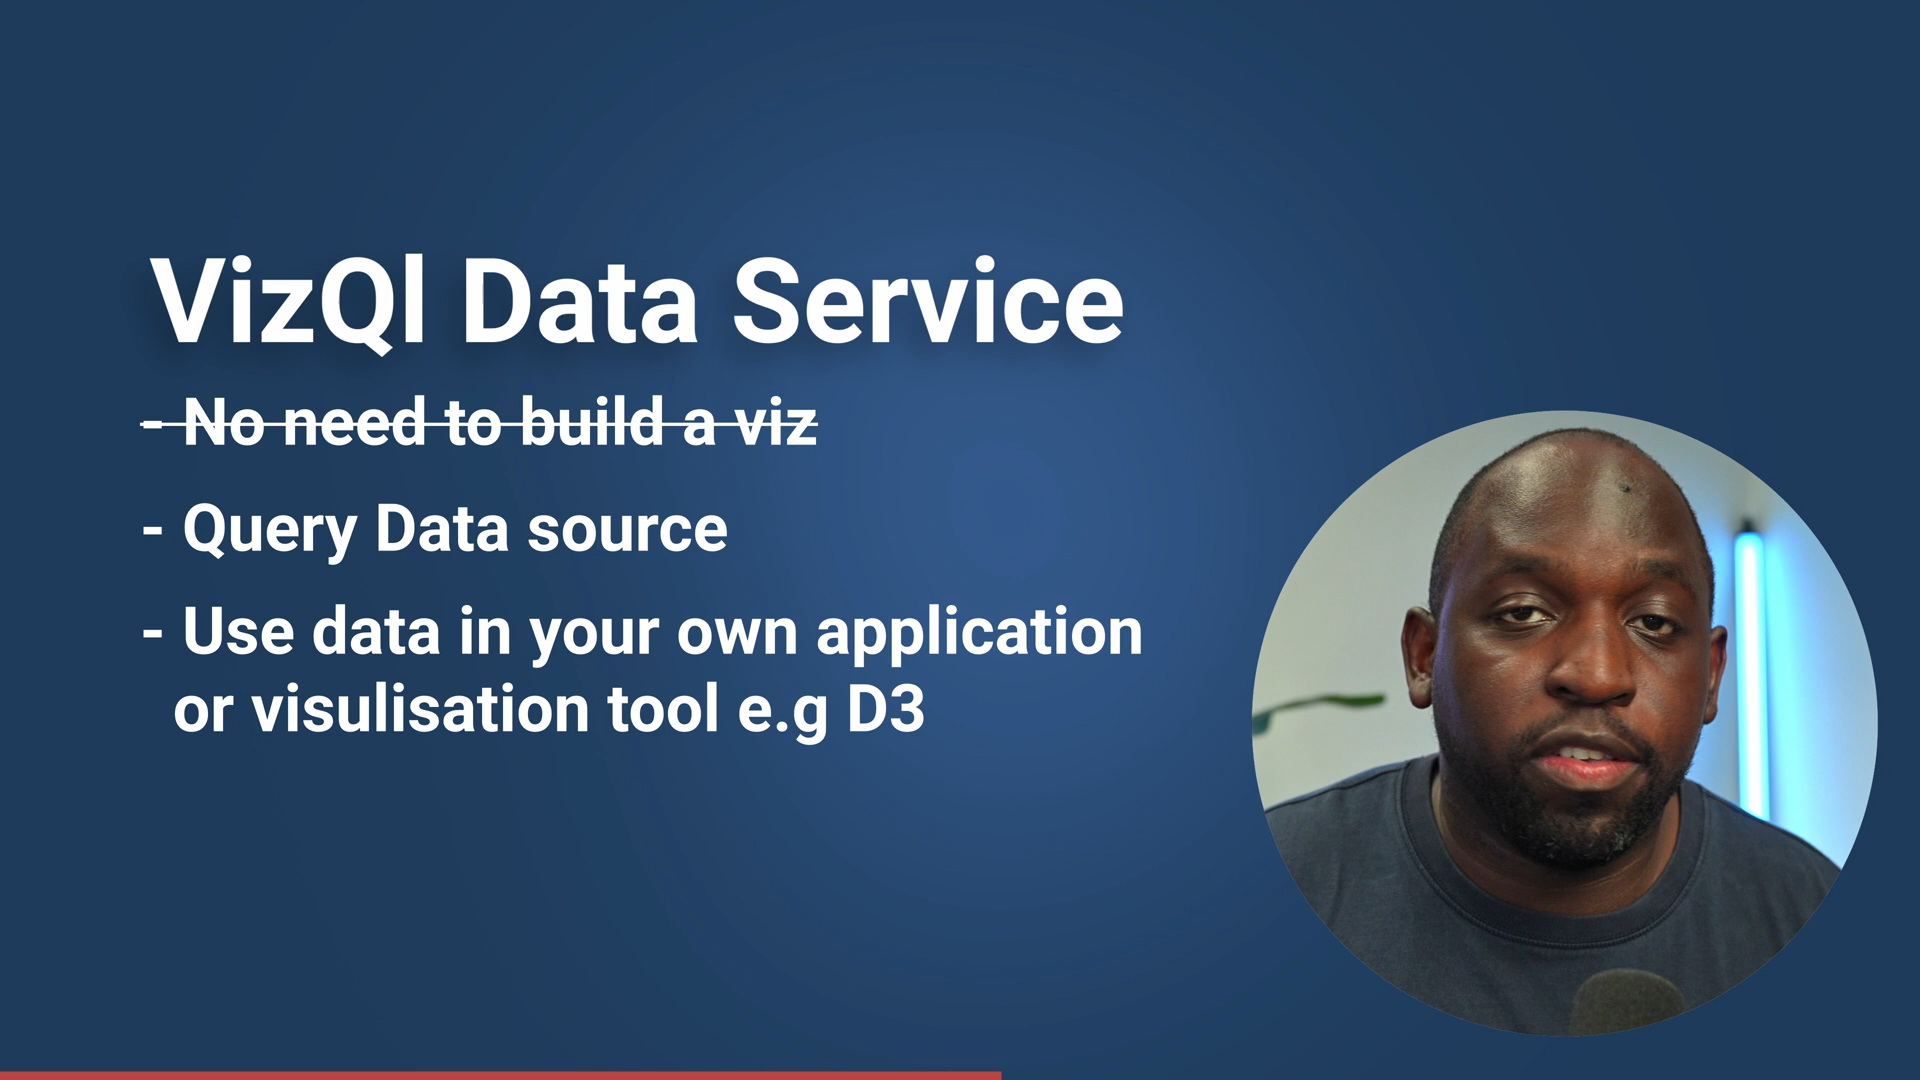 VizQl Data Service
- No need to build a viz
- Query Data source
- Use data in your own application
or visulisation tool e.g D3